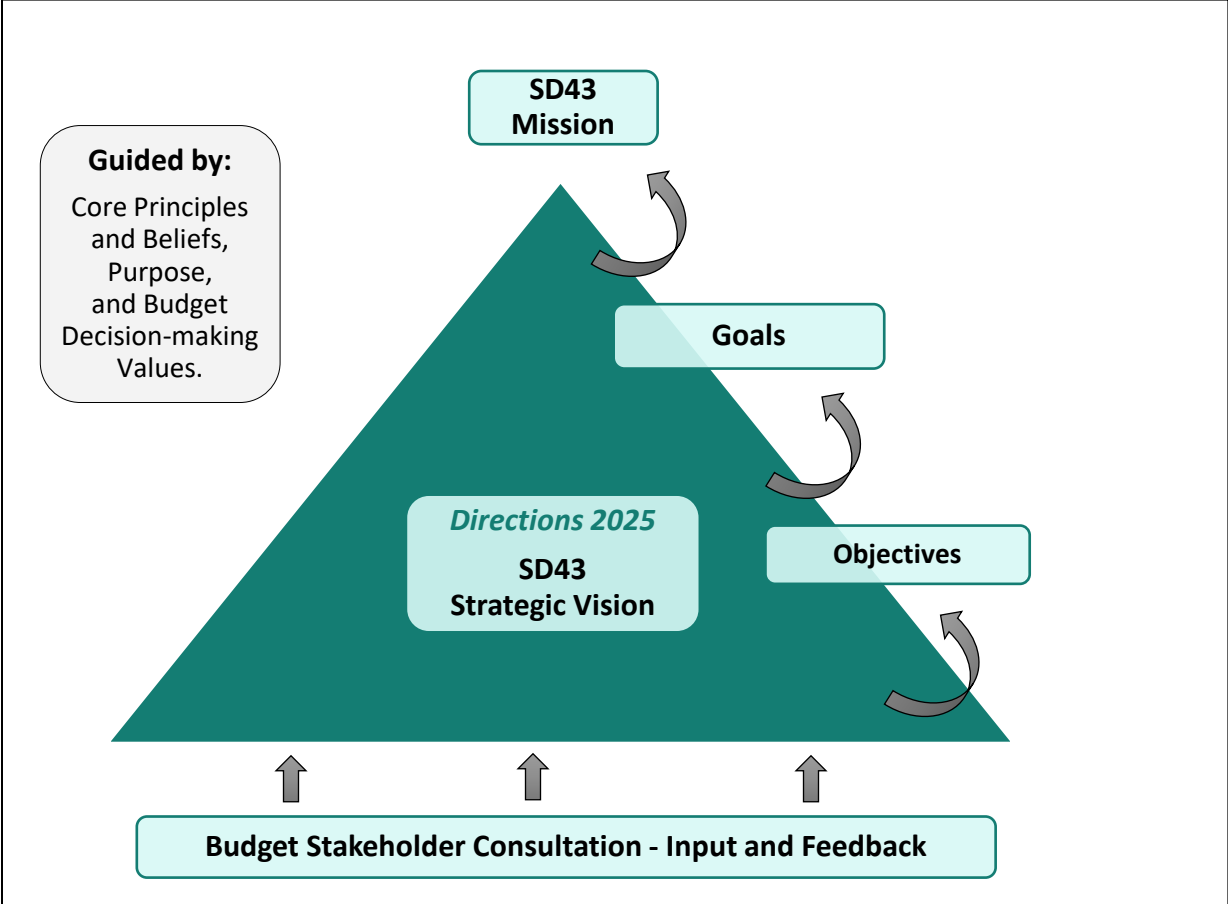 SD43
Mission
Guided by:
Core Principles
and Beliefs,
Purpose,
and Budget
Decision-making
Values.
Goals
Directions 2025
SD43
Strategic Vision
Objectives
Budget Stakeholder Consultation - Input and Feedback